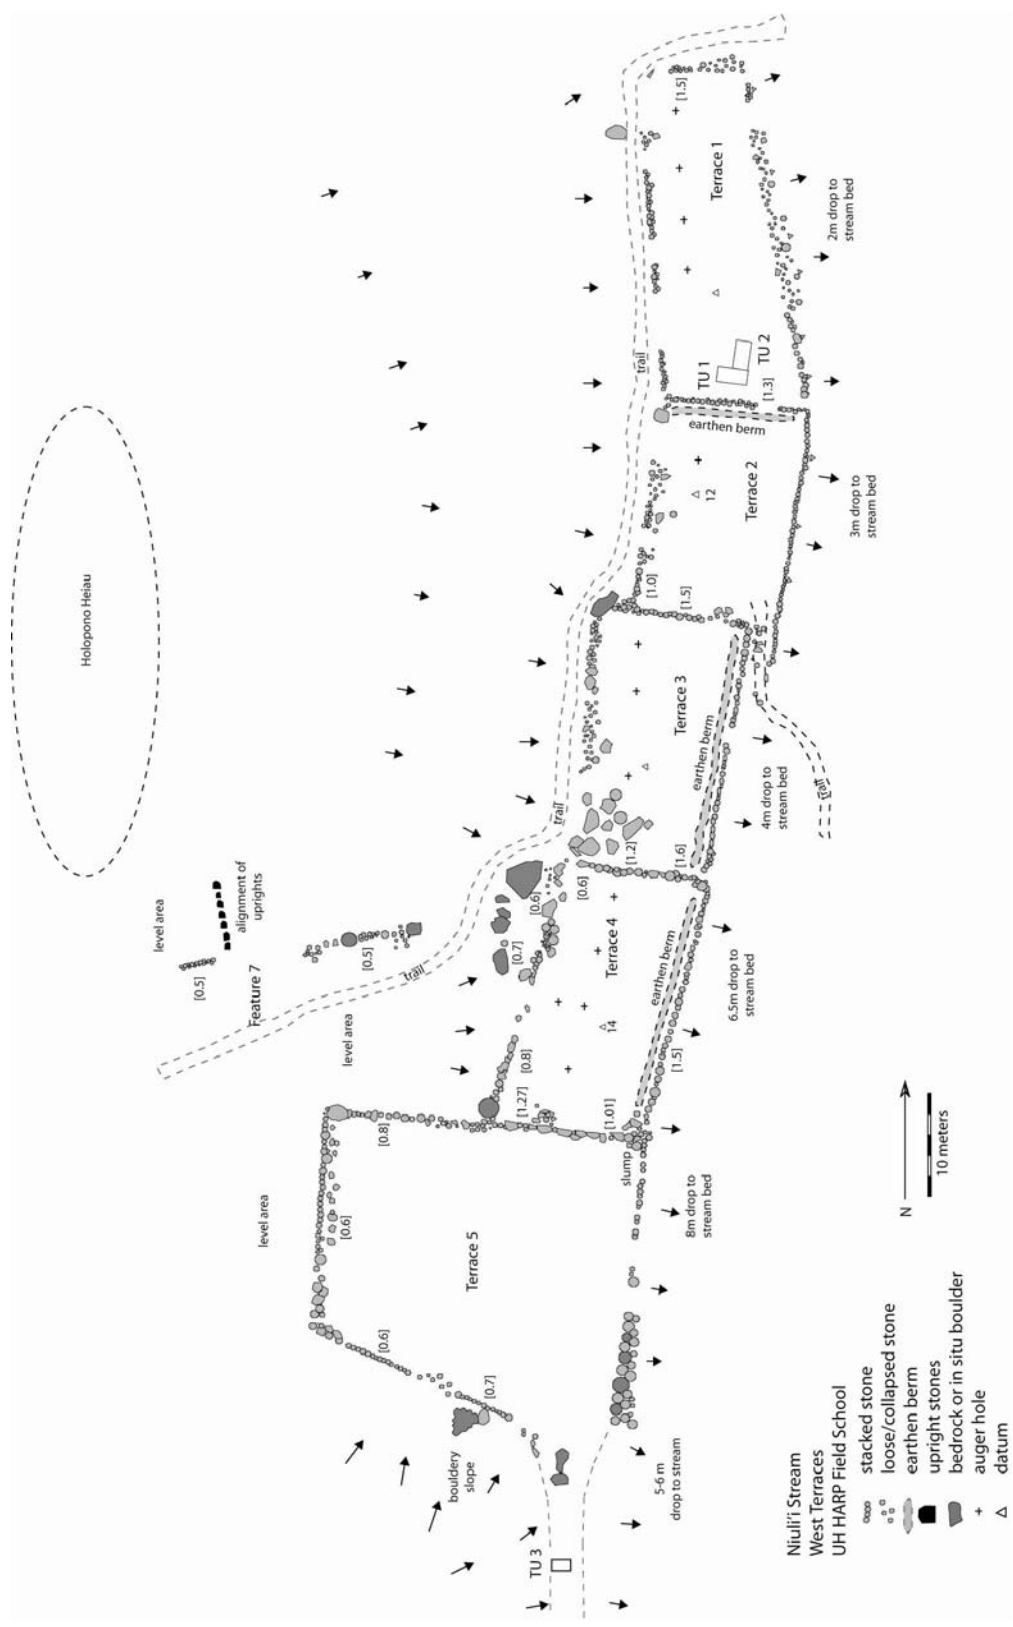 Holopono Heiau
level area
alignment of
uprights
[0.5]
Feature 7
[0.5]
trail
level area
level area
[1.5]
Terrace 1
2m drop to
stream bed
trail
TU 1
TU 2
[1.3]
earthen berm
Terrace 2
12
3m drop to
stream bed
[1.0]
[1.5]
Terrace 3
earthen berm
4m drop to
stream bed
trail
trail
[1.2]
[1.6]
[0.6]
[0.6]
[0.7]
Terrace 4
earthen berm
6.5m drop to
stream bed
14
[0.8]
[1.5]
[1.27]
[1.01]
slump
[0.8]
8m drop to
stream bed
[0.6]
Terrace 5
[0.6]
[0.7]
bouldery
slope
5-6 m
drop to stream
TU 3
N
10 meters
Niuli'i Stream
West Terraces
UH HARP Field School
stacked stone
loose/collapsed stone
earthen berm
upright stones
bedrock or in situ boulder
auger hole
datum